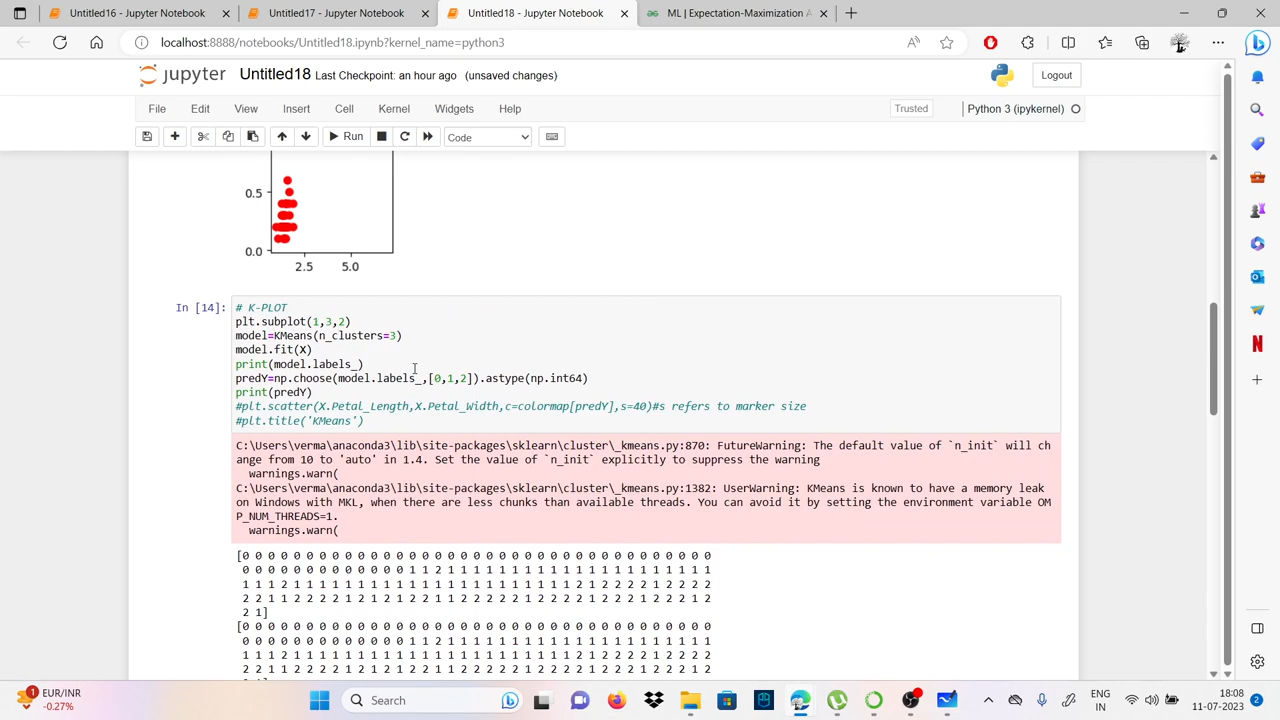 Untitled16 - Jupyter Notebook
Untitled17 - Jupyter Notebook
Untitled18 - Jupyter Notebook
ML | Expectation-Maximization A
localhost:8888/notebooks/Untitled18.ipynb?kernel_name=python3
jupyter Untitled18 Last Checkpoint: an hour ago (unsaved changes)
Logout
File Edit View Insert Cell Kernel Widgets Help
Trusted
Python 3 (ipykernel)
Run
Code
0.5
0.0
2.5 5.0
In [14]:
# K-PLOT
plt.subplot(1,3,2)
model=KMeans(n_clusters=3)
model.fit(X)
print(model.labels_)
predY=np.choose(model.labels_,[0,1,2]).astype(np.int64)
print(predY)
#plt.scatter(X.Petal_Length,X.Petal_Width,c=colormap[predY],s=40)#s refers to marker size
#plt.title('KMeans')
C:\Users\verma\anaconda3\lib\site-packages\sklearn\cluster\_kmeans.py:870: FutureWarning: The default value of `n_init` will ch
ange from 10 to 'auto' in 1.4. Set the value of `n_init` explicitly to suppress the warning
warnings.warn(
C:\Users\verma\anaconda3\lib\site-packages\sklearn\cluster\_kmeans.py:1382: UserWarning: KMeans is known to have a memory leak
on Windows with MKL, when there are less chunks than available threads. You can avoid it by setting the environment variable OM
P_NUM_THREADS=1.
warnings.warn(
[0 0 0 0 0 0 0 0 0 0 0 0 0 0 0 0 0 0 0 0 0 0 0 0 0 0 0 0 0 0 0 0 0 0 0 0 0
0 0 0 0 0 0 0 0 0 0 0 0 0 1 1 2 1 1 1 1 1 1 1 1 1 1 1 1 1 1 1 1 1 1 1 1 1
1 1 1 2 1 1 1 1 1 1 1 1 1 1 1 1 1 1 1 1 1 1 1 1 1 1 2 1 2 2 2 2 1 2 2 2 2
2 2 1 1 2 2 2 2 1 2 1 2 1 2 2 1 1 2 2 2 2 2 1 2 2 2 2 1 2 2 2 1 2 2 2 1 2
2 1]
[0 0 0 0 0 0 0 0 0 0 0 0 0 0 0 0 0 0 0 0 0 0 0 0 0 0 0 0 0 0 0 0 0 0 0 0 0
0 0 0 0 0 0 0 0 0 0 0 0 0 1 1 2 1 1 1 1 1 1 1 1 1 1 1 1 1 1 1 1 1 1 1 1 1
1 1 1 2 1 1 1 1 1 1 1 1 1 1 1 1 1 1 1 1 1 1 1 1 1 1 2 1 2 2 2 2 1 2 2 2 2
2 2 1 1 2 2 2 2 1 2 1 2 1 2 2 1 1 2 2 2 2 2 1 2 2 2 2 1 2 2 2 1 2 2 2 1 2
1
EUR/INR
-0.27%
Search
ENG
IN
18:08
11-07-2023
2